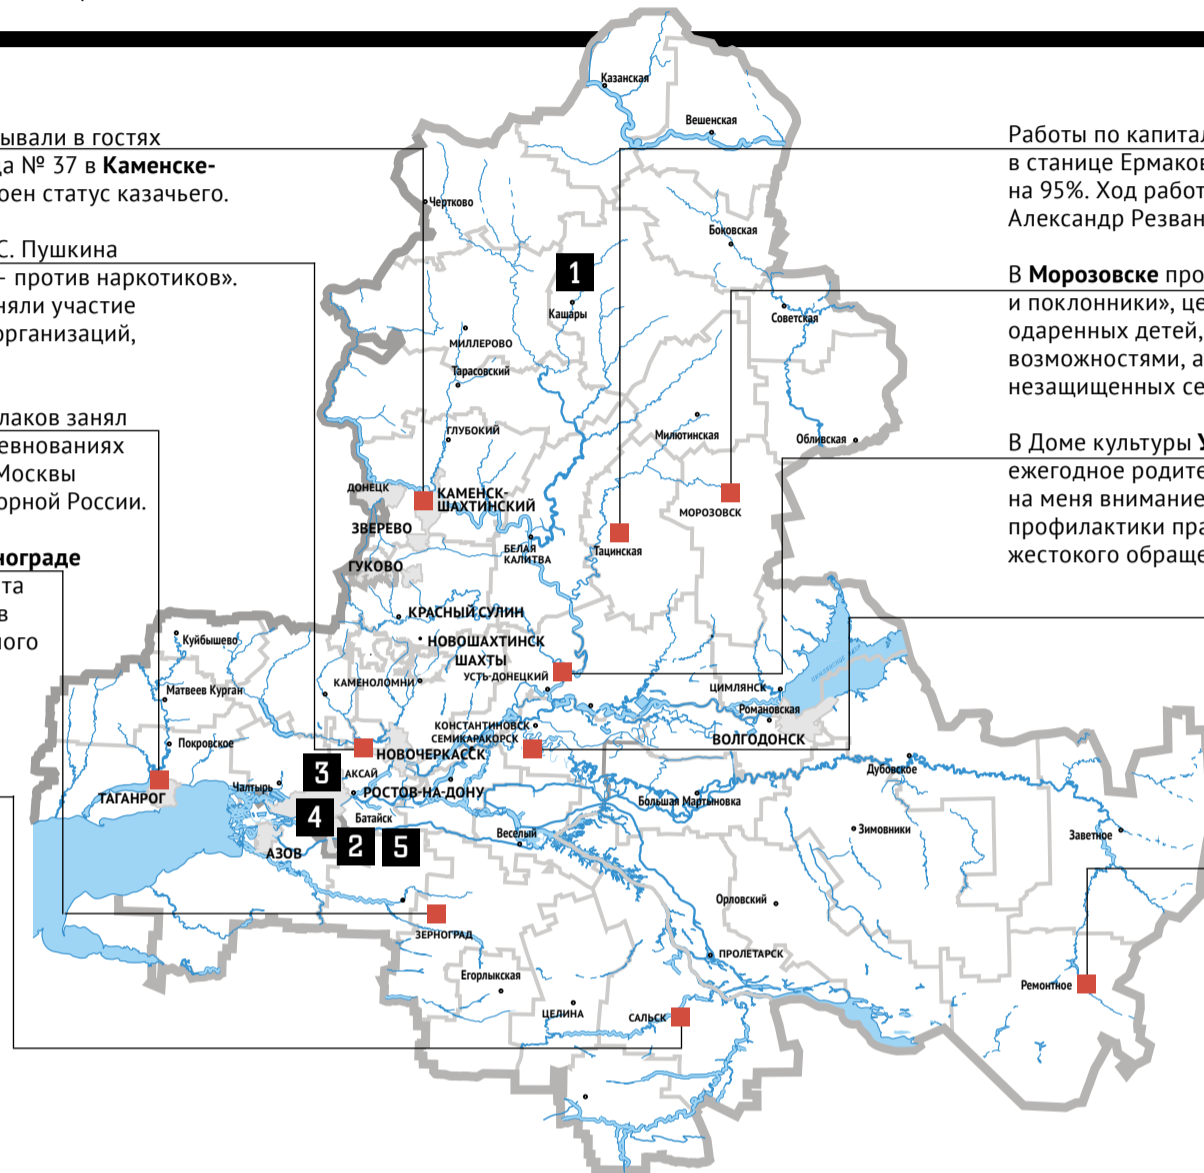 ывали в гостях
да № 37 в Каменске-
оен статус казачьего.
С. Пушкина
– против наркотиков».
няли участие
организаций,
лаков занял
ревнованиях
Москвы
орной России.
нограде
та
в
ного
Работы по капитал
в станице Ермаков
на 95%. Ход работ
Александр Резван
В Морозовске про
и поклонники», це
одаренных детей,
возможностями, а
незащищенных се
В Доме культуры У
ежегодное родите
на меня внимание
профилактики пра
жестокого обраще
Казанская
Вешенская
Чертково
Боковская
1
Кашары
Советская
МИЛЛЕРОВО
Тарасовский
ГЛУБОКИЙ
Милютинская
Обливская
ДОНЕЦК
КАМЕНСК-
ШАХТИНСКИЙ
МОРОЗОВСК
ЗВЕРЕВО
БЕЛАЯ
КАЛИТВА
Тацинская
ГУКОВО
КРАСНЫЙ СУЛИН
НОВОШАХТИНСК
Куйбышево
ШАХТЫ
УСТЬ-ДОНЕЦКИЙ
КАМЕНОЛОМНИ
Матвеев Курган
ЦИМЛЯНСК
Романовская
КОНСТАНТИНОВСК
СЕМИКАРАКОРСК
ВОЛГОДОНСК
Покровское
НОВОЧЕРКАССК
3
АКСАЙ
Дубовское
Чалтырь
РОСТОВ-НА-ДОНУ
ТАГАНРОГ
Большая Мартыновка
4
Батайск
Веселый
Зимовники
Заветное
2
5
АЗОВ
Орловский
ЗЕРНОГРАД
ПРОЛЕТАРСК
Егорлыкская
Ремонтное
ЦЕЛИНА
САЛЬСК